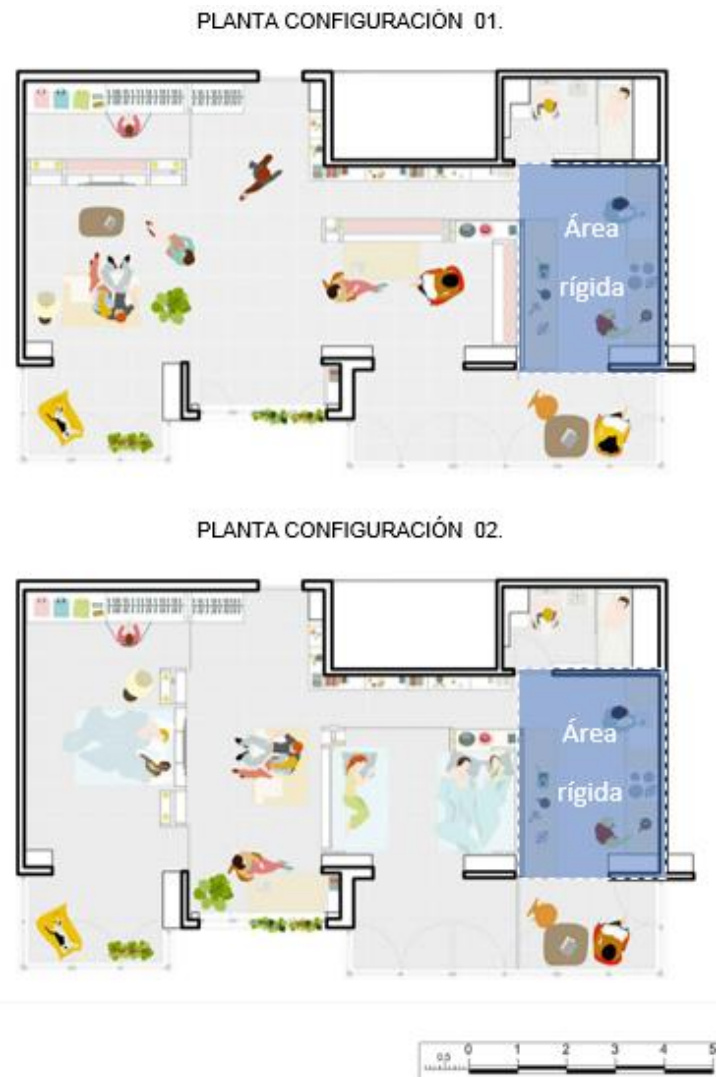 PLANTA CONFIGURACIÓN 01.
Área
rígida
PLANTA CONFIGURACIÓN 02.
Área
rígida
0,5 0 1 2 3 4 5